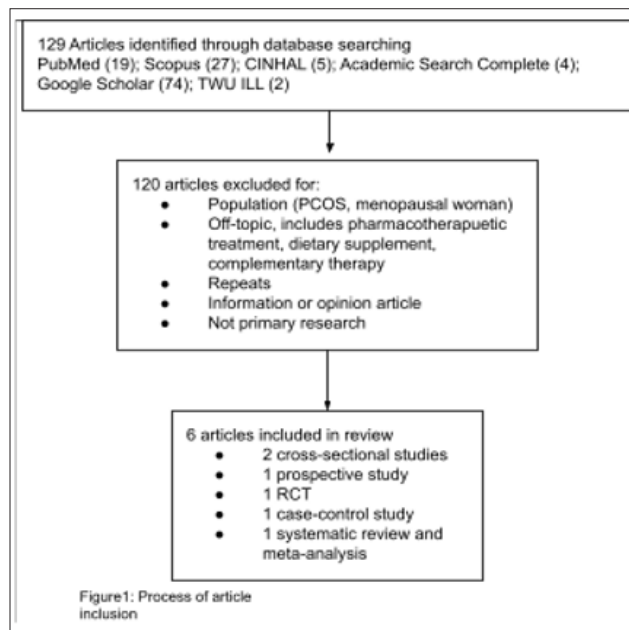 129 Articles identified through database searching
PubMed (19); Scopus (27); CINHAL (5); Academic Search Complete (4);
Google Scholar (74); TWU ILL (2)
120 articles excluded for:
● Population (PCOS, menopausal woman)
● Off-topic, includes pharmacotherapuetic
treatment, dietary supplement,
complementary therapy
● Repeats
● Information or opinion article
● Not primary research
6 articles included in review
● 2 cross-sectional studies
● 1 prospective study
● 1 RCT
● 1 case-control study
● 1 systematic review and
meta-analysis
Figure1: Process of article
inclusion